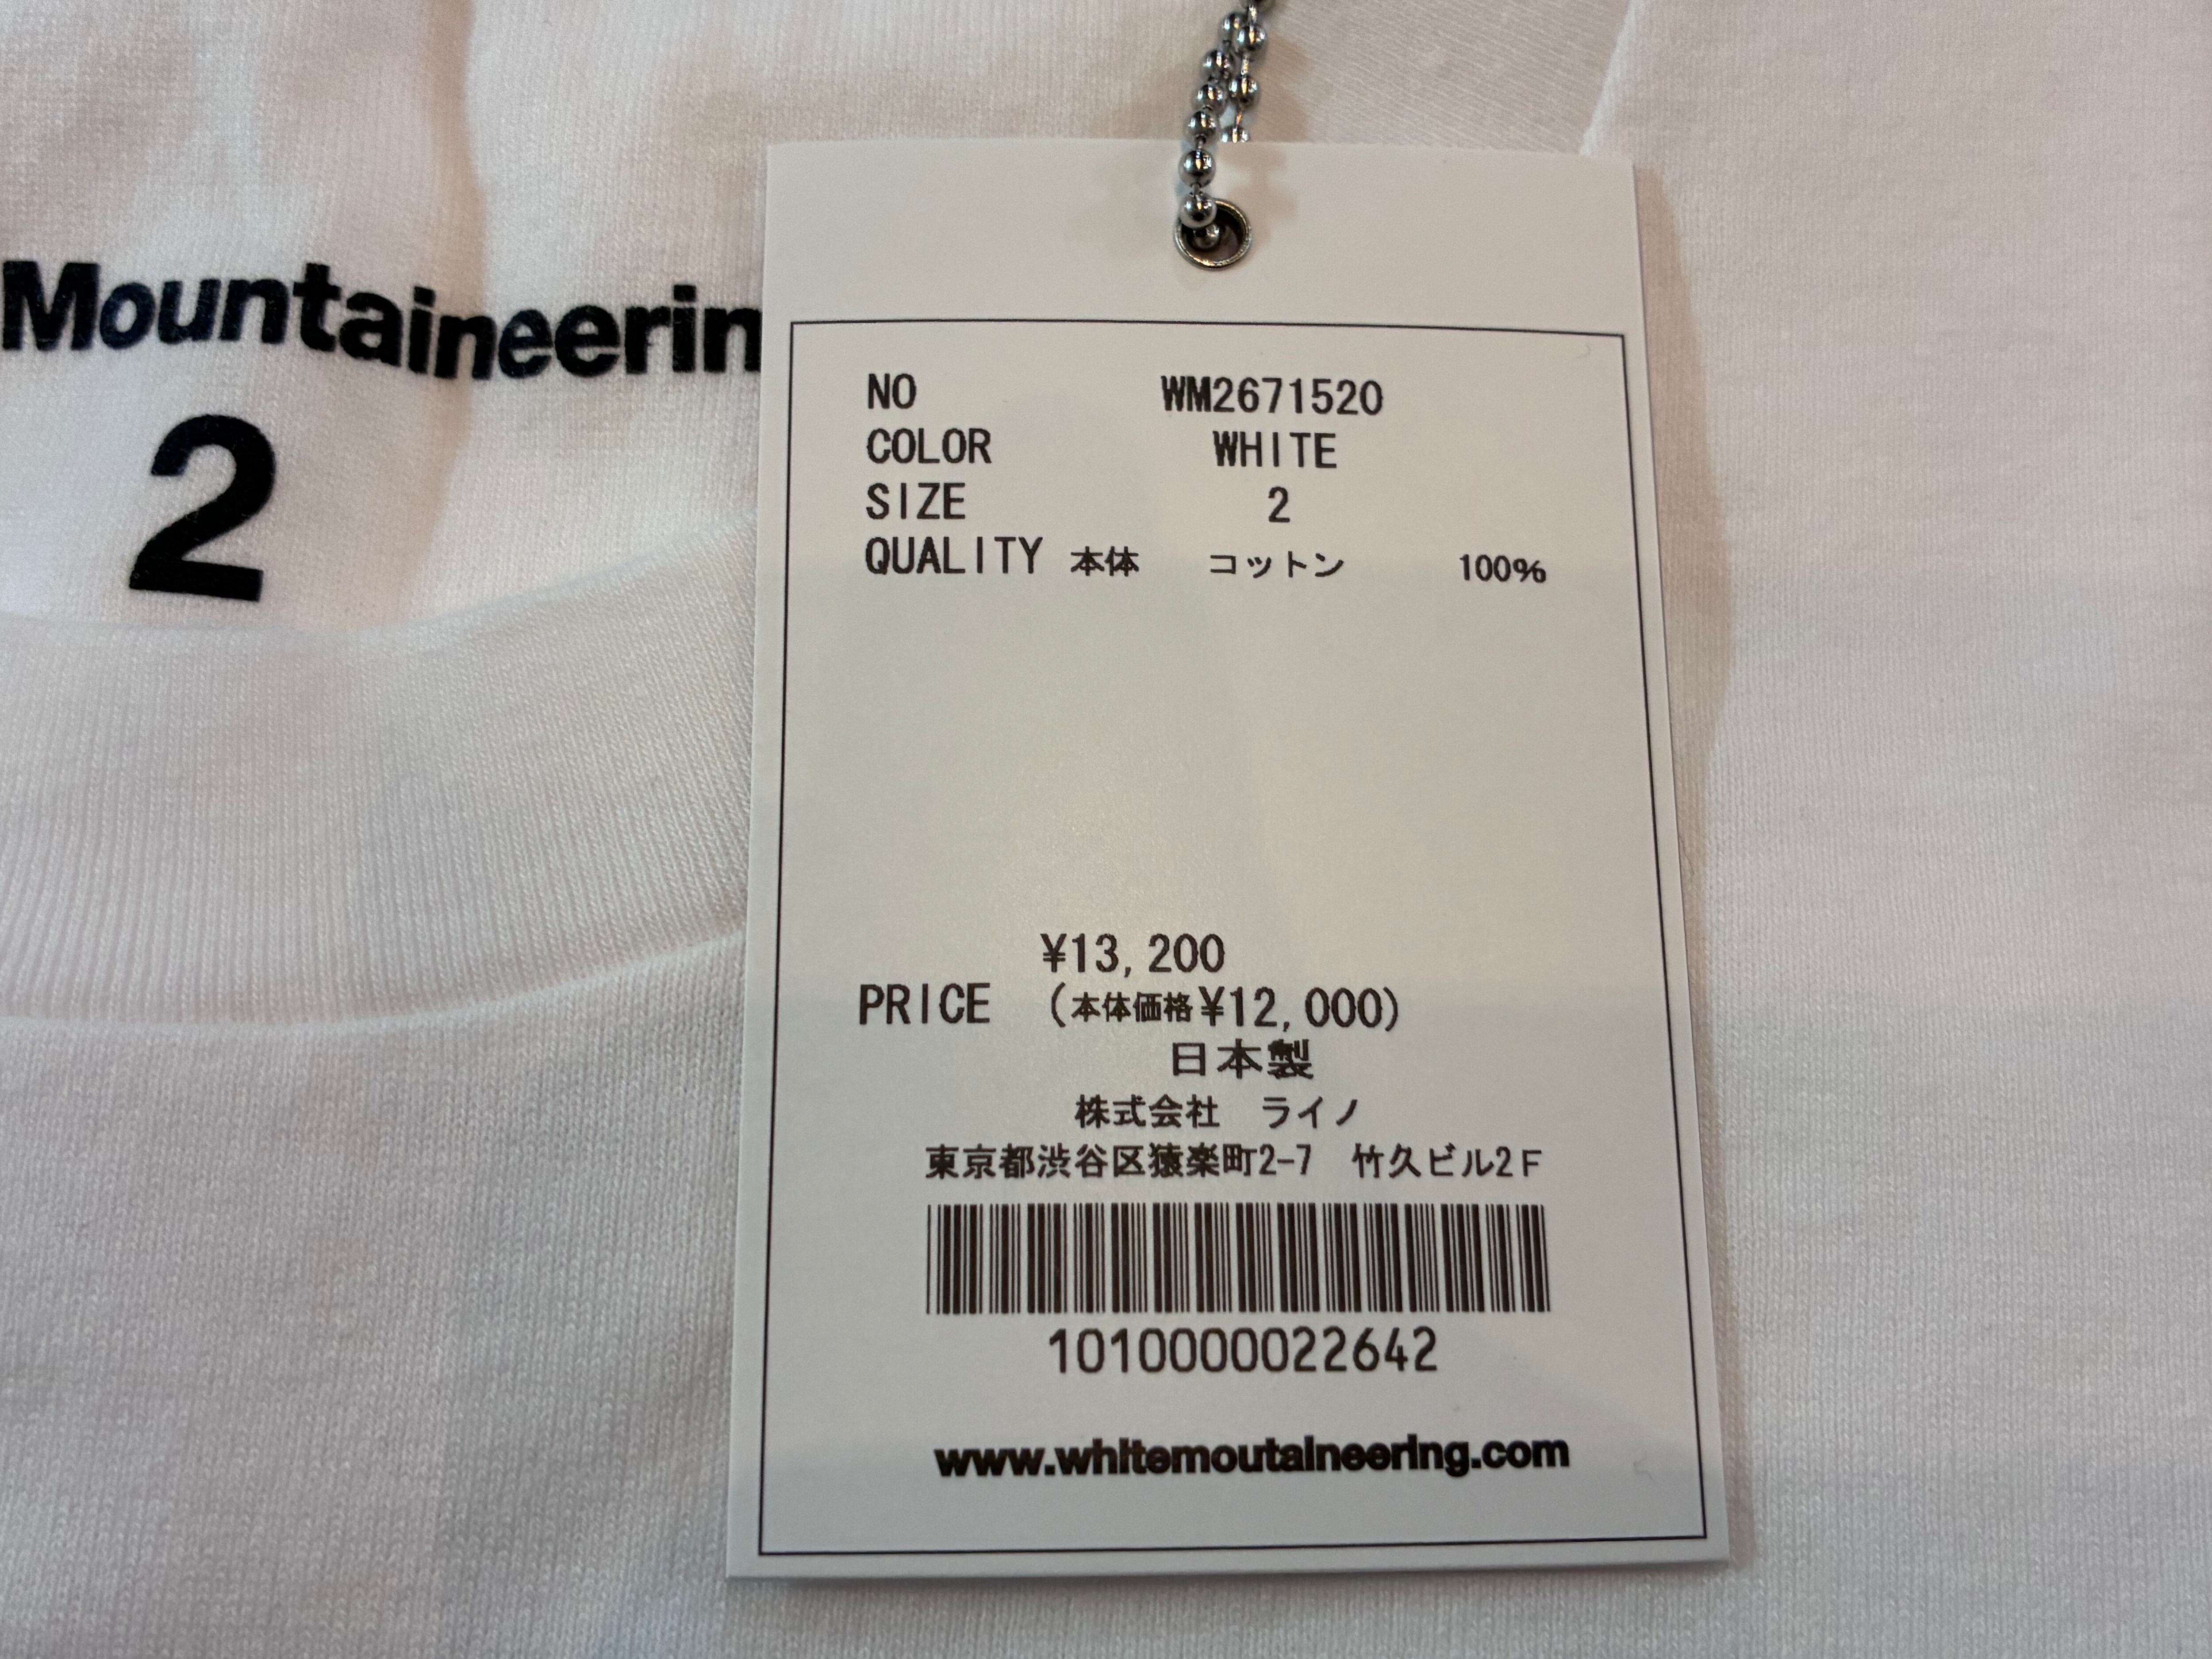 Mountaineerin
2
NO WM2671520
COLOR WHITE
SIZE 2
QUALITY 本体 コットン 100%
¥13,200
PRICE (本体価格¥12,000)
日本製
株式会社 ライノ
東京都渋谷区猿楽町2-7 竹久ビル2F
1010000022642
www.whitemoutaineering.com